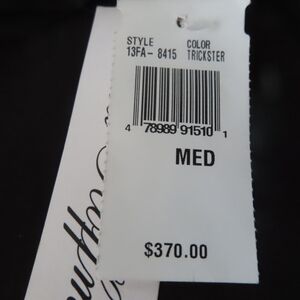 STYLE COLOR
13FA- 8415 TRICKSTER
4 78989 91510 1
MED
$370.00